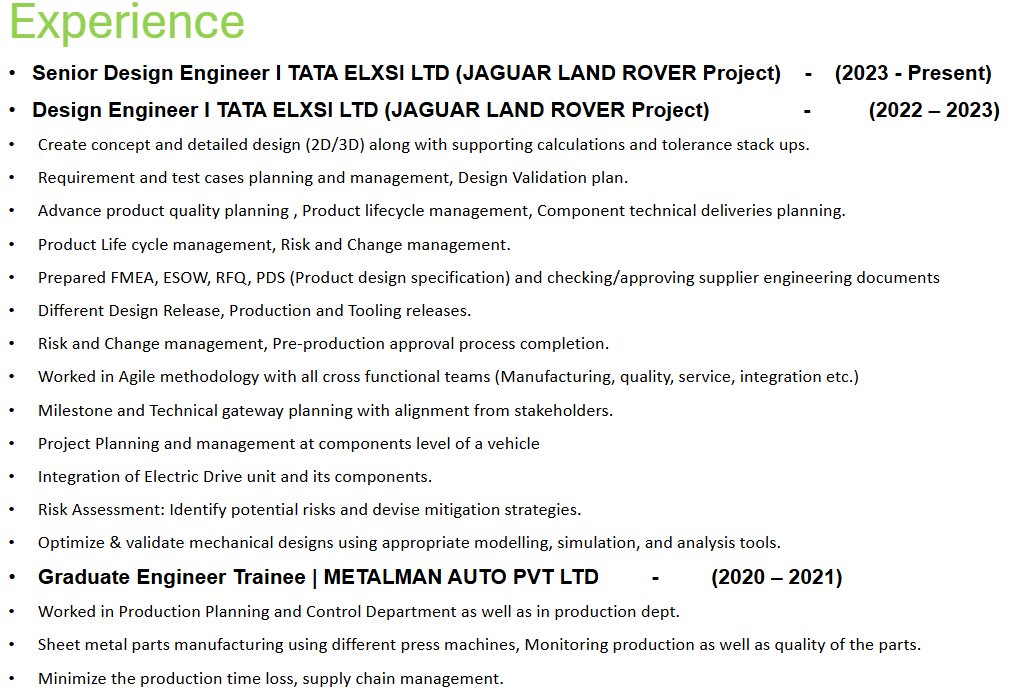 Experience
• Senior Design Engineer I TATA ELXSI LTD (JAGUAR LAND ROVER Project) - (2023 - Present)
• Design Engineer I TATA ELXSI LTD (JAGUAR LAND ROVER Project) - (2022 – 2023)
• Create concept and detailed design (2D/3D) along with supporting calculations and tolerance stack ups.
• Requirement and test cases planning and management, Design Validation plan.
• Advance product quality planning , Product lifecycle management, Component technical deliveries planning.
• Product Life cycle management, Risk and Change management.
• Prepared FMEA, ESOW, RFQ, PDS (Product design specification) and checking/approving supplier engineering documents
• Different Design Release, Production and Tooling releases.
• Risk and Change management, Pre-production approval process completion.
• Worked in Agile methodology with all cross functional teams (Manufacturing, quality, service, integration etc.)
• Milestone and Technical gateway planning with alignment from stakeholders.
• Project Planning and management at components level of a vehicle
• Integration of Electric Drive unit and its components.
• Risk Assessment: Identify potential risks and devise mitigation strategies.
• Optimize & validate mechanical designs using appropriate modelling, simulation, and analysis tools.
• Graduate Engineer Trainee | METALMAN AUTO PVT LTD - (2020 – 2021)
• Worked in Production Planning and Control Department as well as in production dept.
• Sheet metal parts manufacturing using different press machines, Monitoring production as well as quality of the parts.
• Minimize the production time loss, supply chain management.